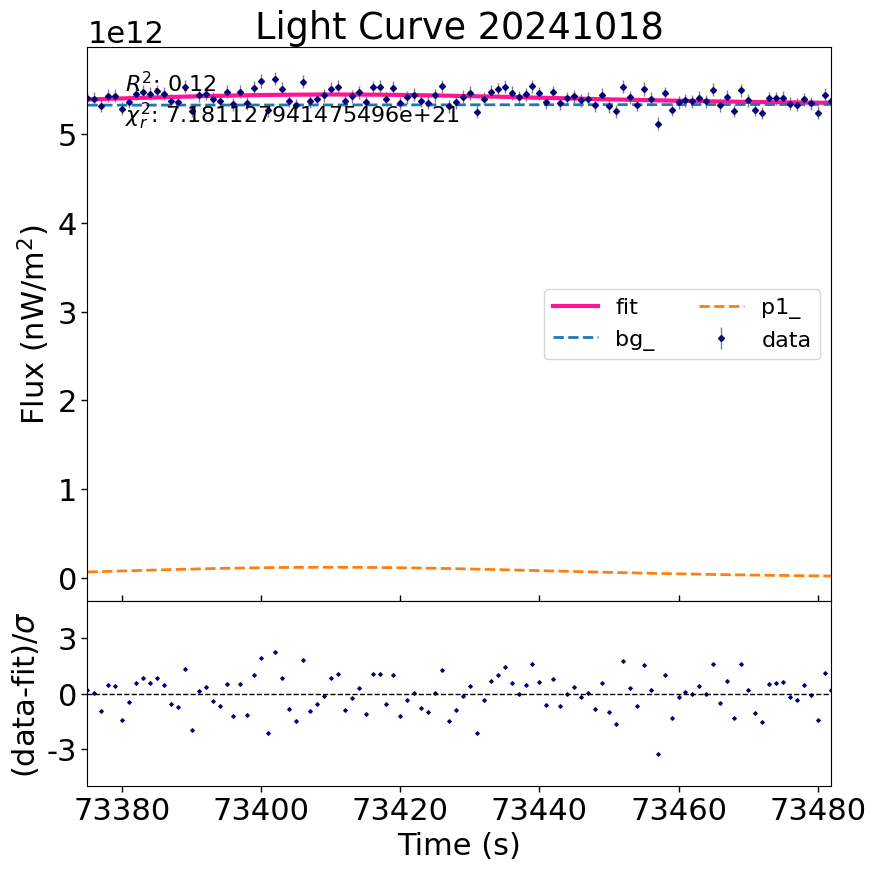 Light Curve 20241018
1e12
R²: 0.12
χ²ᵣ: 7.181127941475496e+21
5
4
3
2
1
0
Flux (nW/m²)
fit
bg_
p1_
data
3
0
-3
(data-fit)/σ
73380 73400 73420 73440 73460 73480
Time (s)